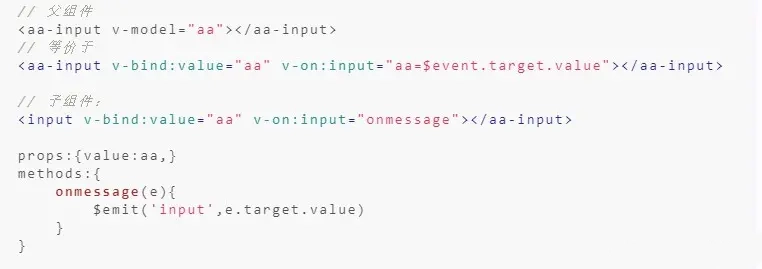 // 父组件
<aa-input v-model="aa"></aa-input>
// 等价于
<aa-input v-bind:value="aa" v-on:input="aa=$event.target.value"></aa-input>
// 子组件：
<input v-bind:value="aa" v-on:input="onmessage"></aa-input>
props:{value:aa,}
methods:{
    onmessage(e){
        $emit('input',e.target.value)
    }
}